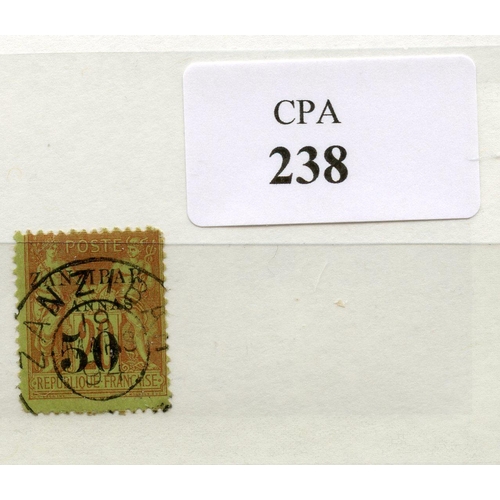 CPA
238
POSTE
ZANZIBAR
ANNAS
50
REPUBLIQUE FRANÇAISE